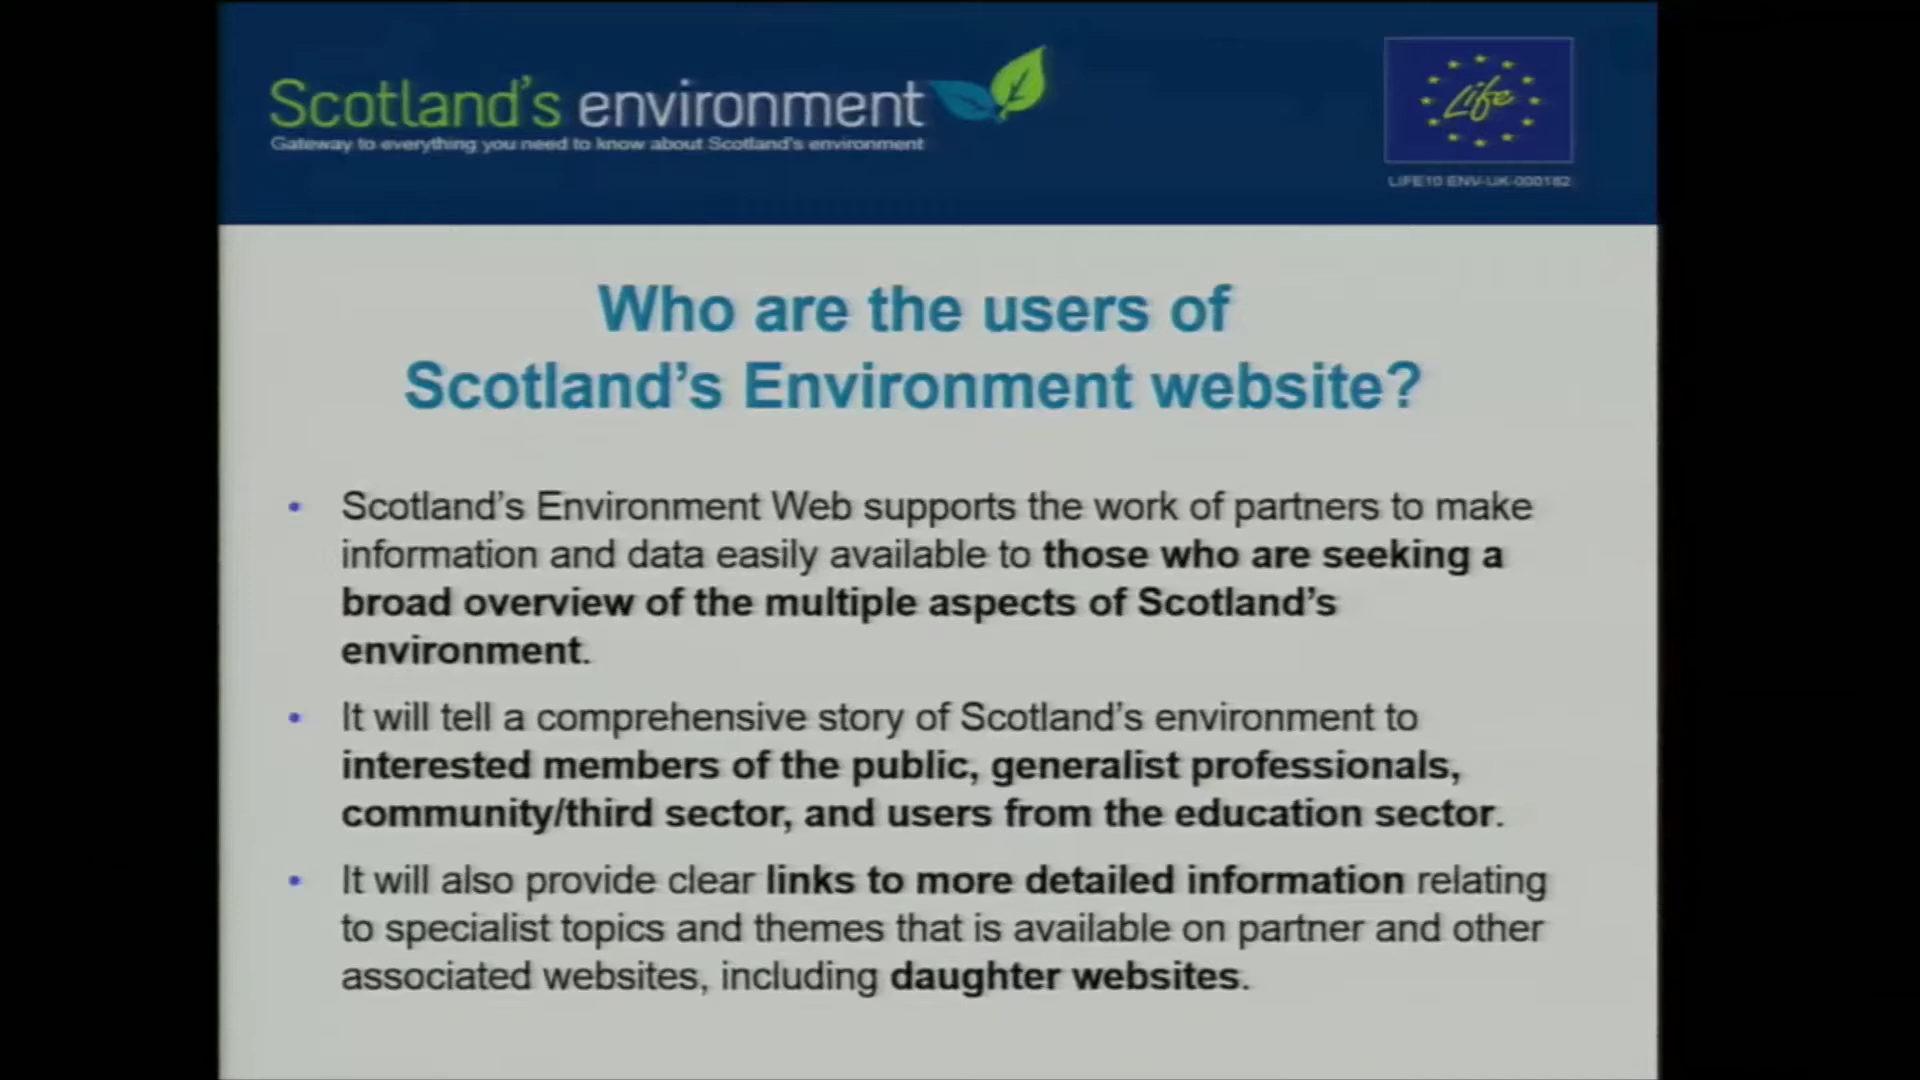 Scotland's environment
Gateway to everything you need to know about Scotland's environment
Life
LIFE10 ENV-UK-000182
Who are the users of
Scotland's Environment website?
• Scotland's Environment Web supports the work of partners to make
information and data easily available to those who are seeking a
broad overview of the multiple aspects of Scotland's
environment.
• It will tell a comprehensive story of Scotland's environment to
interested members of the public, generalist professionals,
community/third sector, and users from the education sector.
• It will also provide clear links to more detailed information relating
to specialist topics and themes that is available on partner and other
associated websites, including daughter websites.